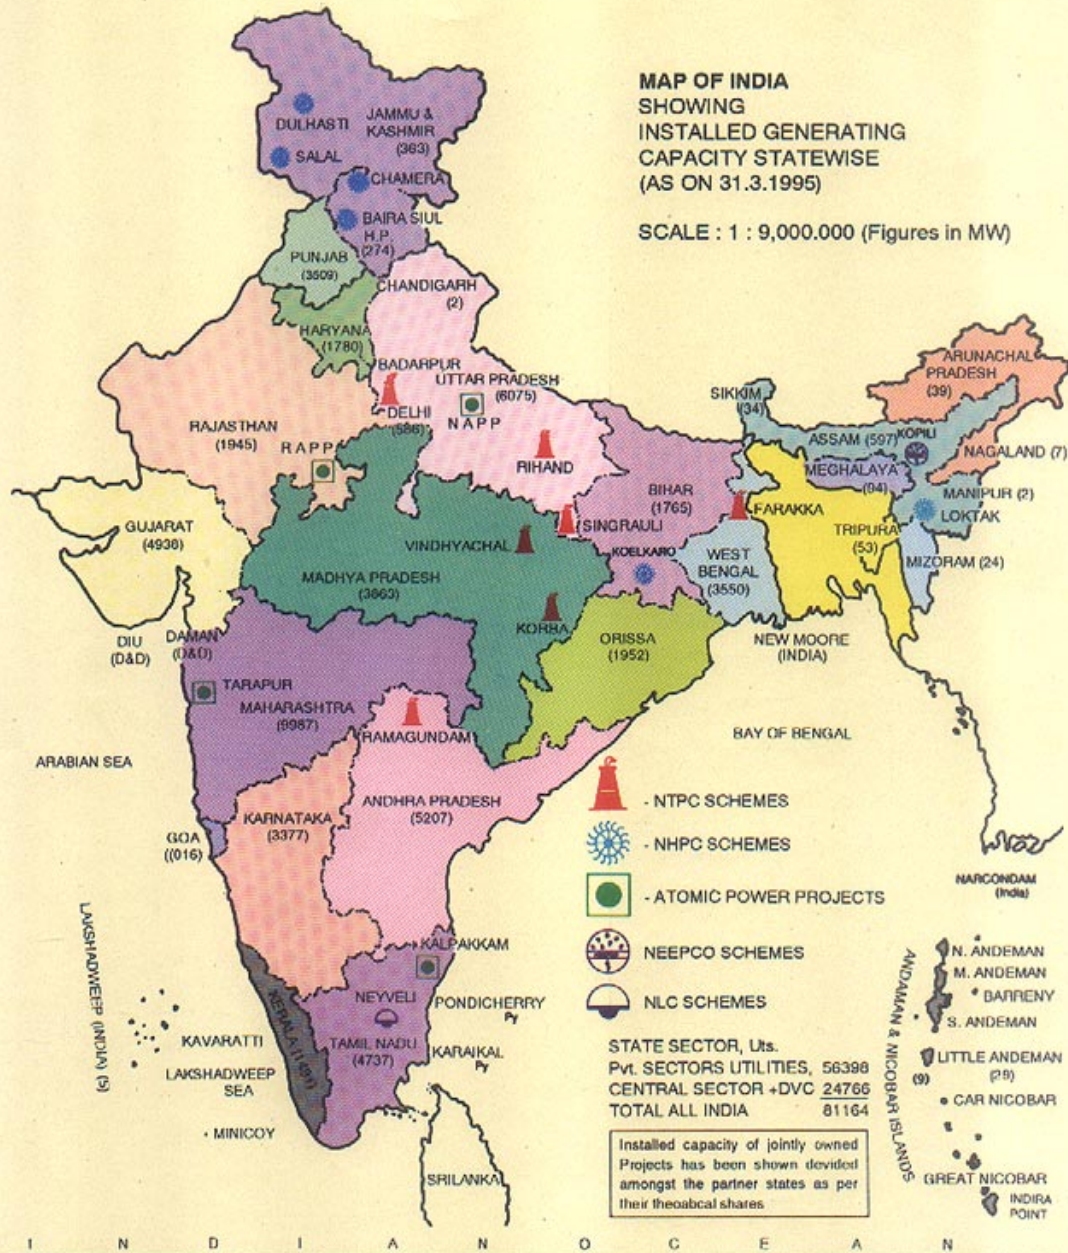 MAP OF INDIA
SHOWING
INSTALLED GENERATING
CAPACITY STATEWISE
(AS ON 31.3.1995)
SCALE : 1 : 9,000.000 (Figures in MW)
DULHASTI
JAMMU &
KASHMIR
(363)
SALAL
CHAMERA
BAIRA SIUL
H.P
(274)
PUNJAB
(3509)
CHANDIGARH
(2)
HARYANA
(1780)
BADARPUR
UTTAR PRADESH
(6075)
DELHI
(586)
NAPP
RAJASTHAN
(1945)
RAPP
RIHAND
SIKKIM
(34)
ARUNACHAL
PRADESH
(39)
ASSAM (597)
KOPILI
NAGALAND (7)
MEGHALAYA
(94)
MANIPUR (2)
LOKTAK
BIHAR
(1765)
FARAKKA
TRIPURA
(53)
MIZORAM (24)
GUJARAT
(4936)
VINDHYACHAL
SINGRAULI
KOELKARO
WEST
BENGAL
(3550)
MADHYA PRADESH
(3863)
KORBA
ORISSA
(1952)
NEW MOORE
(INDIA)
DIU
(D&D)
DAMAN
(D&D)
TARAPUR
MAHARASHTRA
(9987)
RAMAGUNDAM
BAY OF BENGAL
ARABIAN SEA
ANDHRA PRADESH
(5207)
KARNATAKA
(3377)
GOA
((016)
- NTPC SCHEMES
- NHPC SCHEMES
- ATOMIC POWER PROJECTS
NEEPCO SCHEMES
NLC SCHEMES
NARCONDAM
(India)
LAKSHADWEEP (INDIA) (5)
KALPAKKAM
NEYVELI
PONDICHERRY
Py
KERALA (1491)
TAMIL NADU
(4737)
KARAIKAL
Py
KAVARATTI
LAKSHADWEEP
SEA
MINICOY
SRILANKA
ANDAMAN & NICOBAR ISLANDS
N. ANDEMAN
M. ANDEMAN
BARRENY
S. ANDEMAN
LITTLE ANDEMAN
(9)
(29)
CAR NICOBAR
GREAT NICOBAR
INDIRA
POINT
STATE SECTOR, Uts.
Pvt. SECTORS UTILITIES, 56398
CENTRAL SECTOR +DVC 24766
TOTAL ALL INDIA 81164
Installed capacity of jointly owned
Projects has been shown devided
amongst the partner states as per
their theoabcal shares
I N D I A N O C E A N